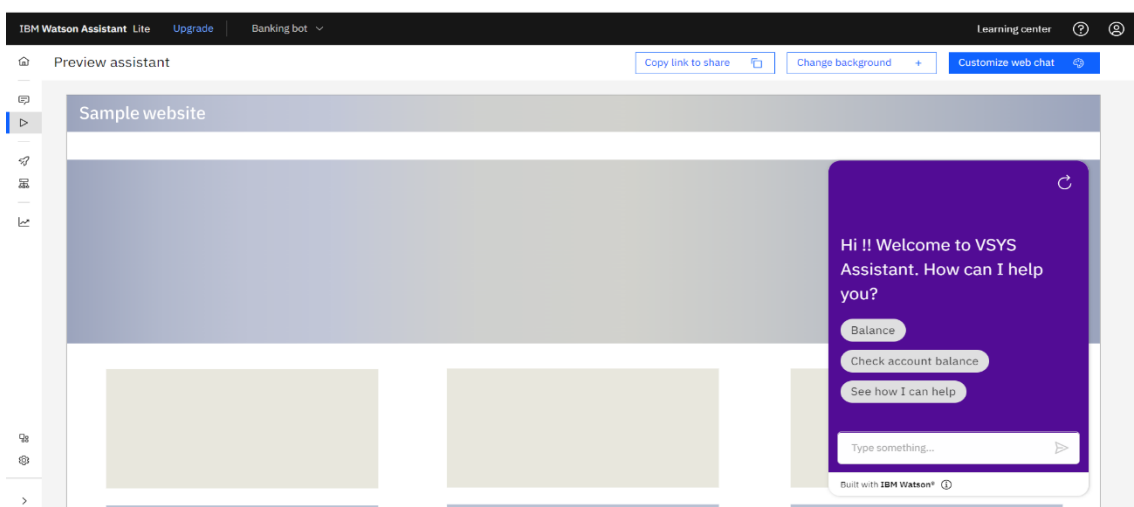 IBM Watson Assistant Lite Upgrade Banking bot Learning center
Preview assistant Copy link to share Change background + Customize web chat
Sample website
Hi !! Welcome to VSYS
Assistant. How can I help
you?
Balance
Check account balance
See how I can help
Type something...
Built with IBM Watson®